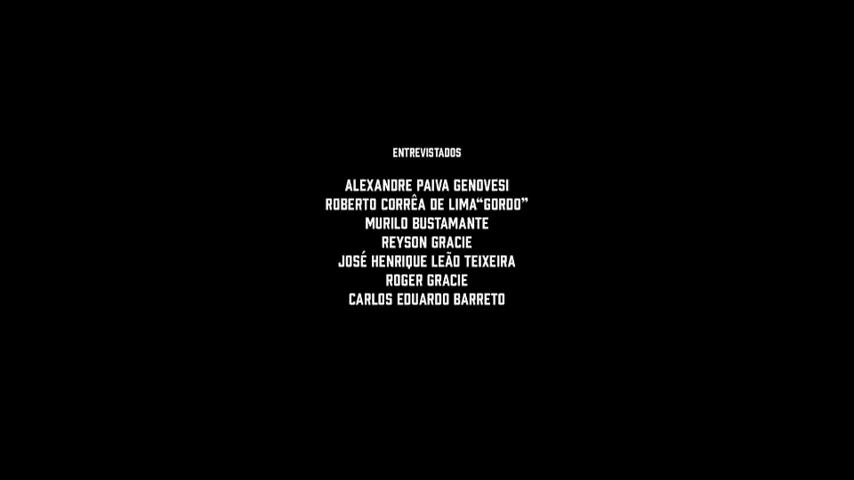 ENTREVISTADOS
ALEXANDRE PAIVA GENOVESI
ROBERTO CORRÊA DE LIMA“GORDO”
MURILO BUSTAMANTE
REYSON GRACIE
JOSÉ HENRIQUE LEÃO TEIXEIRA
ROGER GRACIE
CARLOS EDUARDO BARRETO